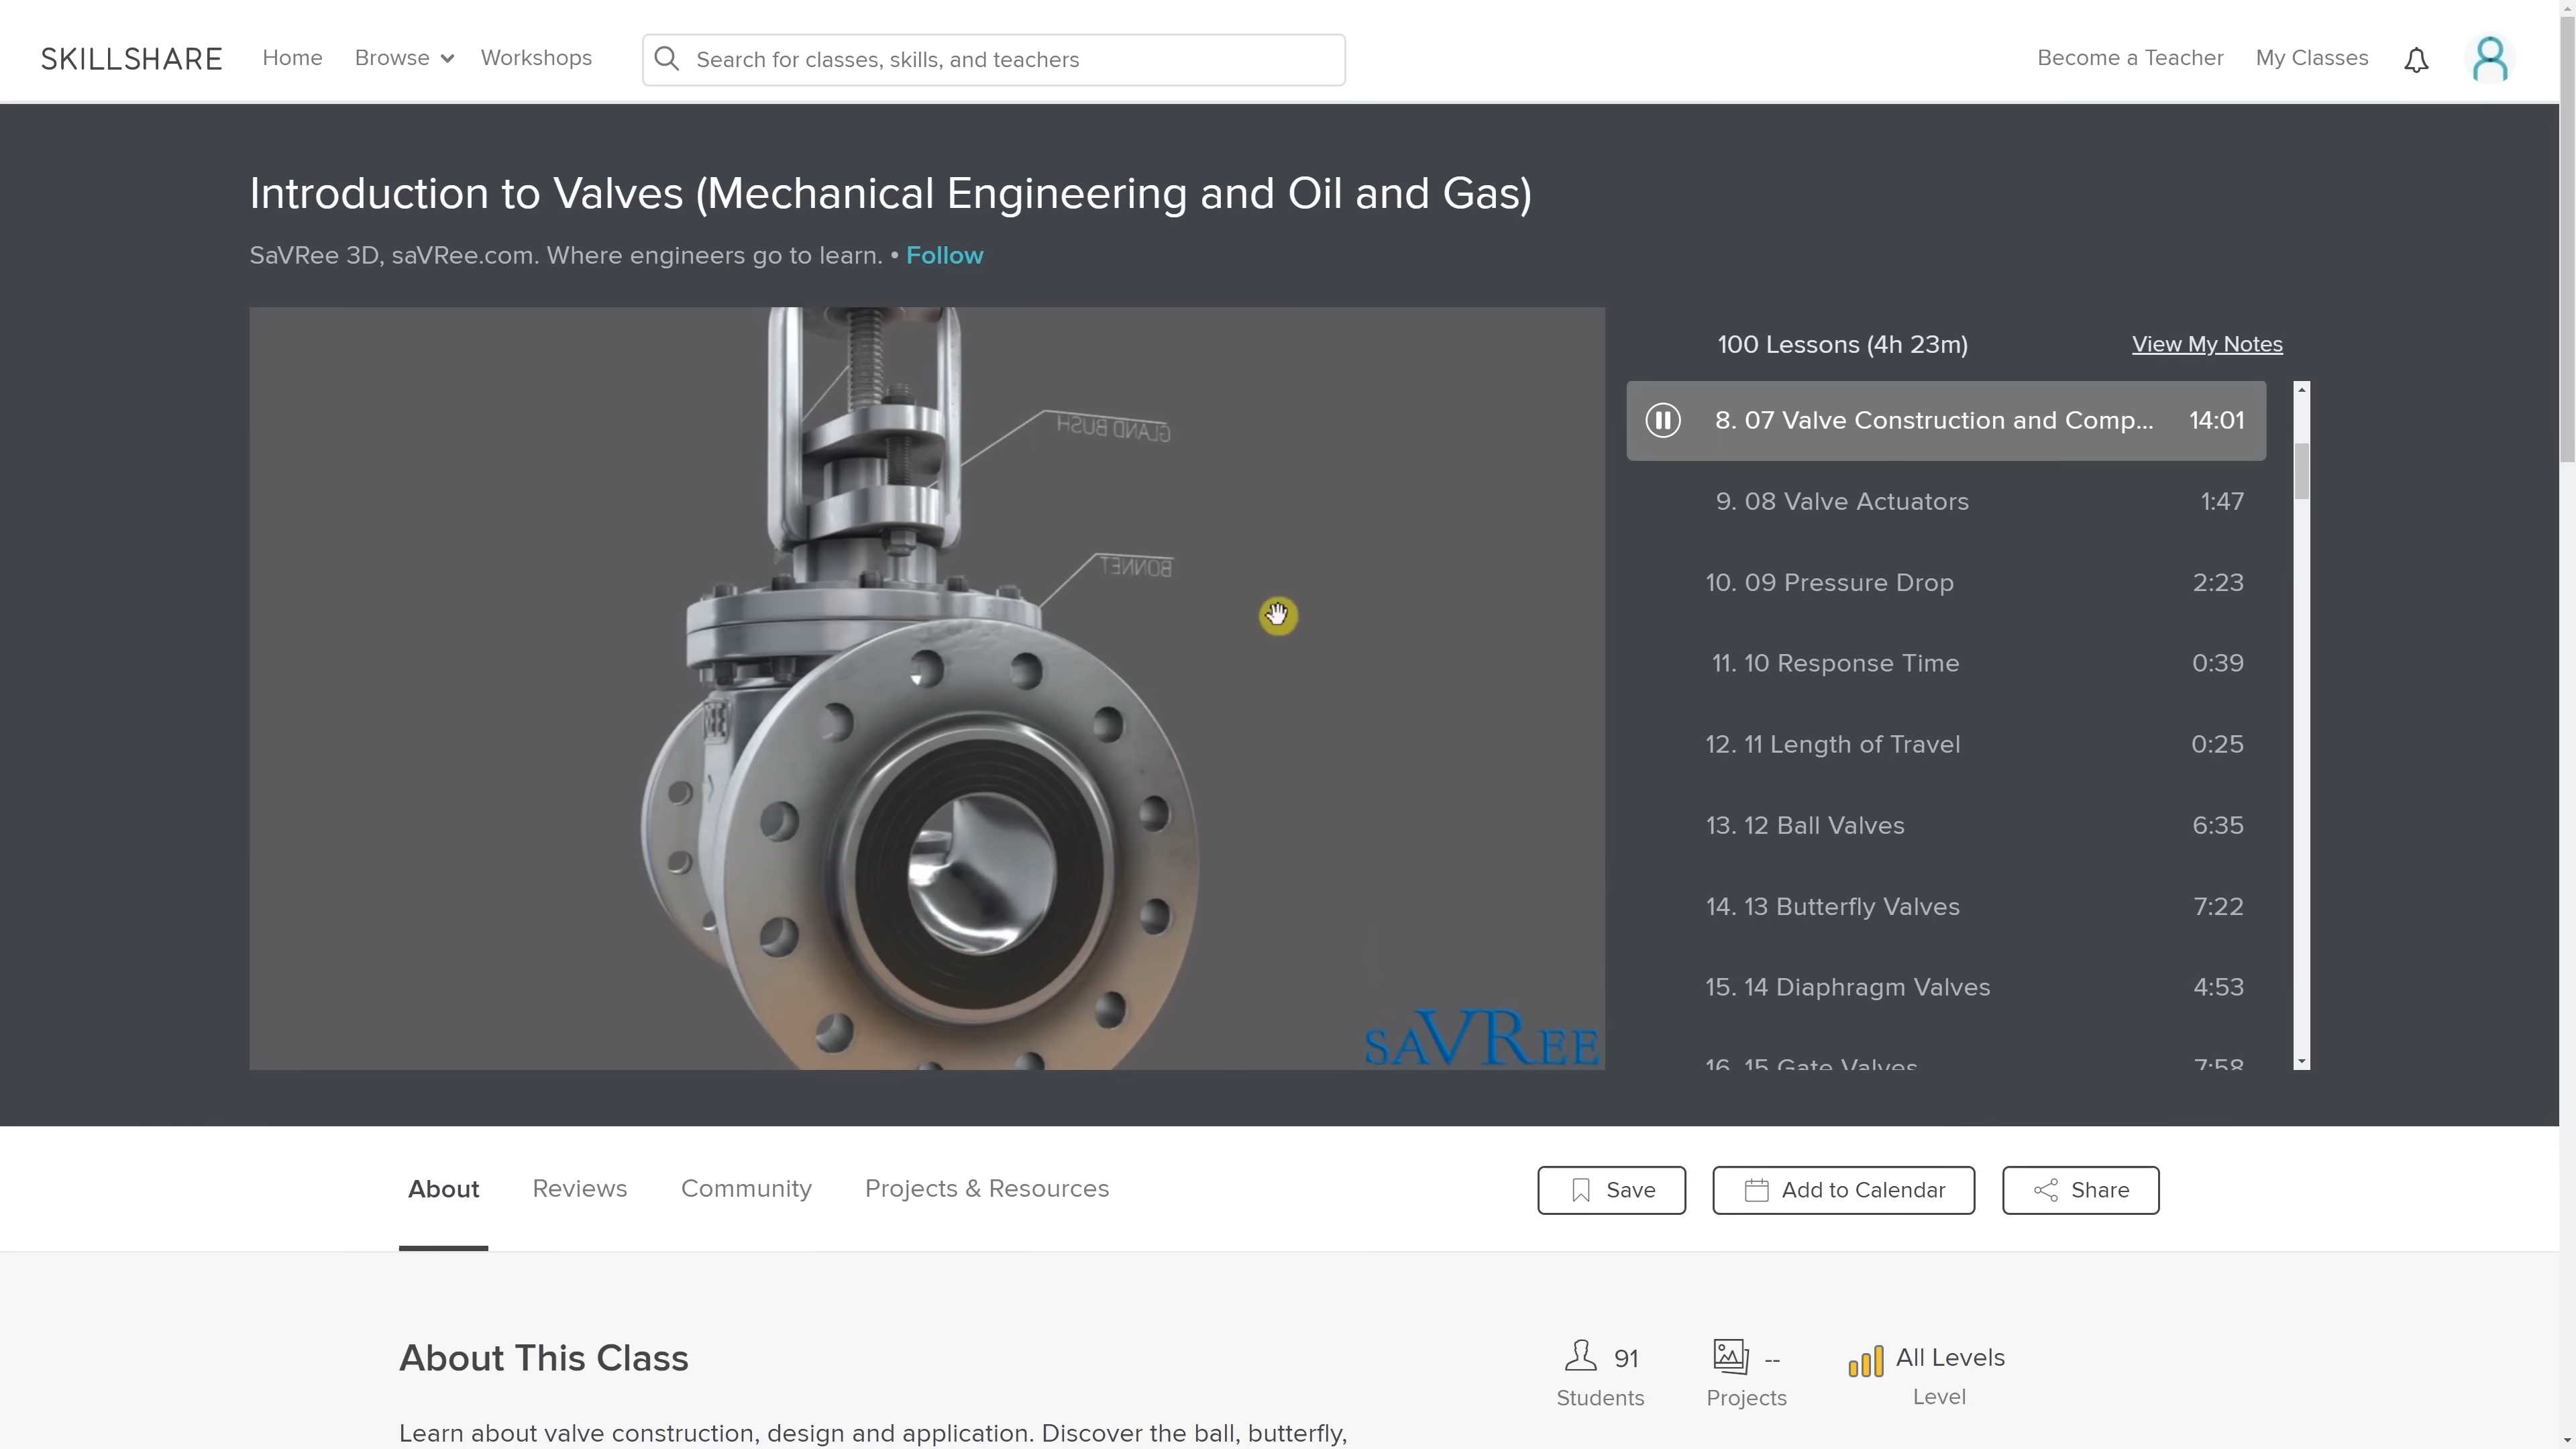 SKILLSHARE Home Browse Workshops Search for classes, skills, and teachers Become a Teacher My Classes
Introduction to Valves (Mechanical Engineering and Oil and Gas)
SaVRee 3D, saVRee.com. Where engineers go to learn. • Follow
GLAND BUSH
BONNET
saVRee
100 Lessons (4h 23m) View My Notes
8. 07 Valve Construction and Comp... 14:01
9. 08 Valve Actuators 1:47
10. 09 Pressure Drop 2:23
11. 10 Response Time 0:39
12. 11 Length of Travel 0:25
13. 12 Ball Valves 6:35
14. 13 Butterfly Valves 7:22
15. 14 Diaphragm Valves 4:53
16. 15 Gate Valves 7:58
About Reviews Community Projects & Resources Save Add to Calendar Share
About This Class
91 -- All Levels
Students Projects Level
Learn about valve construction, design and application. Discover the ball, butterfly,